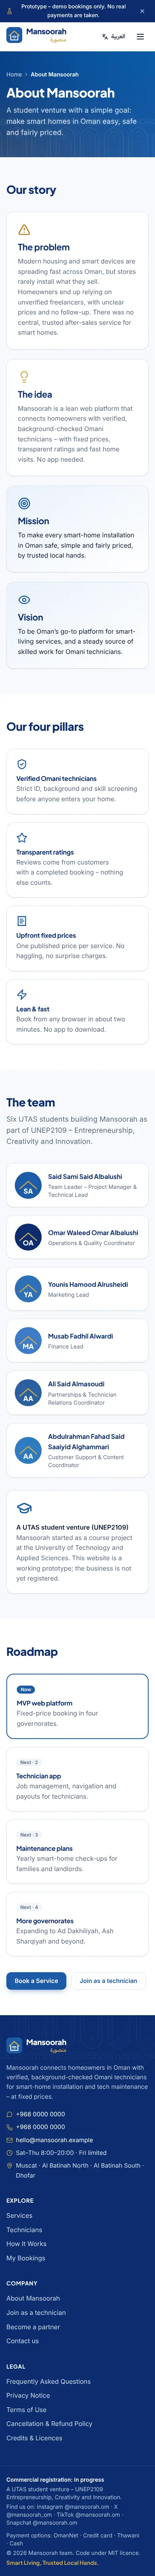 Prototype – demo bookings only. No real
payments are taken.
Mansoorah
منصورة
العربية
Home > About Mansoorah
About Mansoorah
A student venture with a simple goal:
make smart homes in Oman easy, safe
and fairly priced.
Our story
The problem
Modern housing and smart devices are
spreading fast across Oman, but stores
rarely install what they sell.
Homeowners end up relying on
unverified freelancers, with unclear
prices and no follow-up. There was no
central, trusted after-sales service for
smart homes.
The idea
Mansoorah is a lean web platform that
connects homeowners with verified,
background-checked Omani
technicians – with fixed prices,
transparent ratings and fast home
visits. No app needed.
Mission
To make every smart-home installation
in Oman safe, simple and fairly priced,
by trusted local hands.
Vision
To be Oman's go-to platform for smart-
living services, and a steady source of
skilled work for Omani technicians.
Our four pillars
Verified Omani technicians
Strict ID, background and skill screening
before anyone enters your home.
Transparent ratings
Reviews come from customers
with a completed booking – nothing
else counts.
Upfront fixed prices
One published price per service. No
haggling, no surprise charges.
Lean & fast
Book from any browser in about two
minutes. No app to download.
The team
Six UTAS students building Mansoorah as
part of UNEP2109 – Entrepreneurship,
Creativity and Innovation.
SA
Said Sami Said Albalushi
Team Leader – Project Manager &
Technical Lead
OA
Omar Waleed Omar Albalushi
Operations & Quality Coordinator
YA
Younis Hamood Alrusheidi
Marketing Lead
MA
Musab Fadhil Alwardi
Finance Lead
AA
Ali Said Almasoudi
Partnerships & Technician
Relations Coordinator
AA
Abdulrahman Fahad Said
Saaiyid Alghammari
Customer Support & Content
Coordinator
A UTAS student venture (UNEP2109)
Mansoorah started as a course project
at the University of Technology and
Applied Sciences. This website is a
working prototype; the business is not
yet registered.
Roadmap
Now
MVP web platform
Fixed-price booking in four
governorates.
Next · 2
Technician app
Job management, navigation and
payouts for technicians.
Next · 3
Maintenance plans
Yearly smart-home check-ups for
families and landlords.
Next · 4
More governorates
Expanding to Ad Dakhiliyah, Ash
Sharqiyah and beyond.
Book a Service
Join as a technician
Mansoorah
منصورة
Mansoorah connects homeowners in Oman with
verified, background-checked Omani technicians
for smart-home installation and tech maintenance
– at fixed prices.
+968 0000 0000
+968 0000 0000
hello@mansoorah.example
Sat–Thu 8:00–20:00 · Fri limited
Muscat · Al Batinah North · Al Batinah South ·
Dhofar
EXPLORE
Services
Technicians
How It Works
My Bookings
COMPANY
About Mansoorah
Join as a technician
Become a partner
Contact us
LEGAL
Frequently Asked Questions
Privacy Notice
Terms of Use
Cancellation & Refund Policy
Credits & Licences
Commercial registration: in progress
A UTAS student venture – UNEP2109
Entrepreneurship, Creativity and Innovation.
Find us on: Instagram @mansoorah_om · X
@mansoorah_om · TikTok @mansoorah_om ·
Snapchat @mansoorah_om
Payment options: OmanNet · Credit card · Thawani
· Cash
© 2026 Mansoorah team. Code under MIT licence.
Smart Living, Trusted Local Hands.